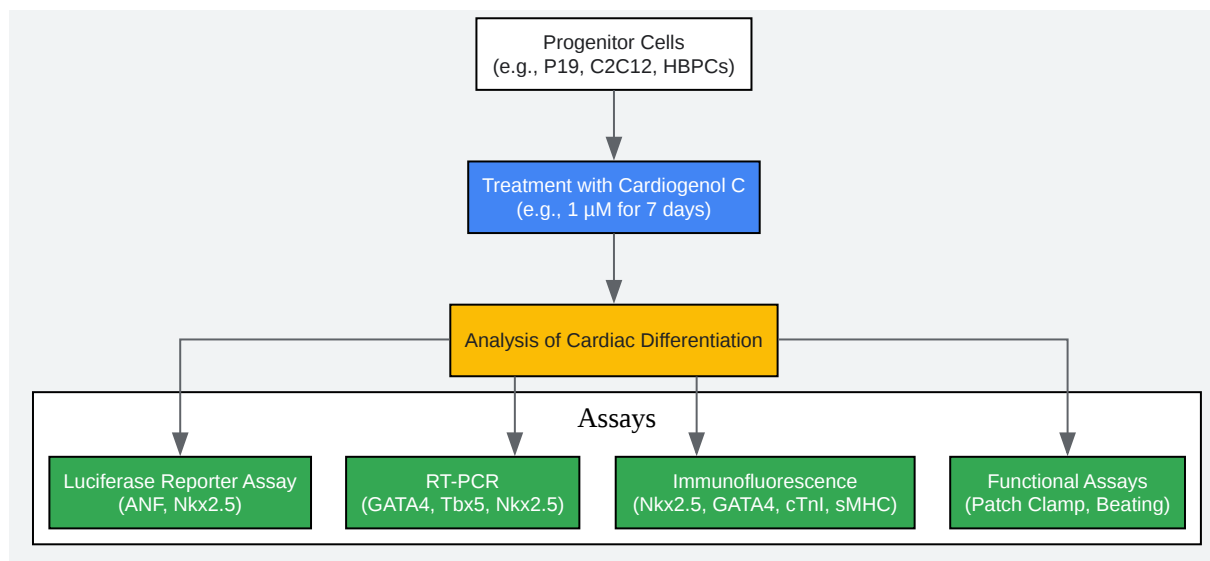 Progenitor Cells
(e.g., P19, C2C12, HBPCs)
Treatment with Cardiogenol C
(e.g., 1 µM for 7 days)
Analysis of Cardiac Differentiation
Assays
Luciferase Reporter Assay
(ANF, Nkx2.5)
RT-PCR
(GATA4, Tbx5, Nkx2.5)
Immunofluorescence
(Nkx2.5, GATA4, cTnI, sMHC)
Functional Assays
(Patch Clamp, Beating)